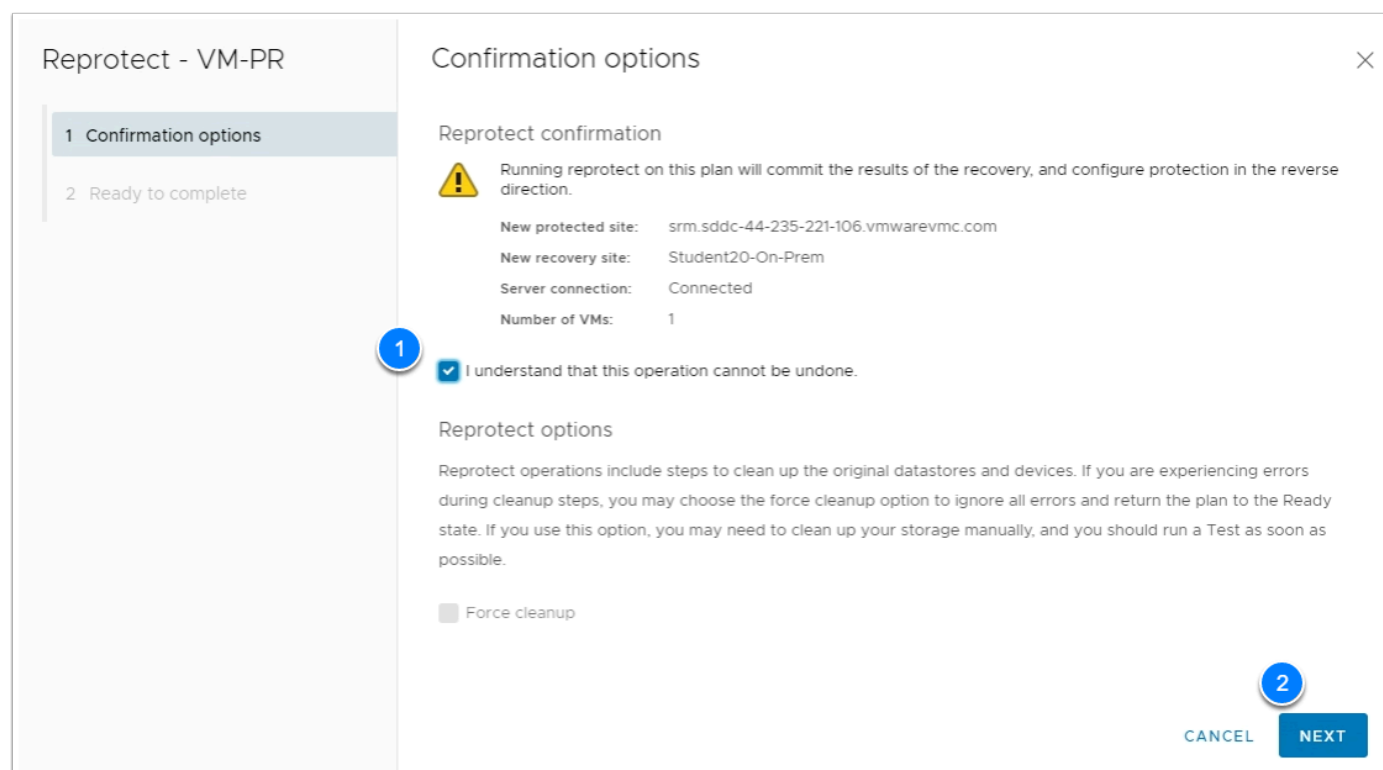 Reprotect - VM-PR
1 Confirmation options
2 Ready to complete
Confirmation options
Reprotect confirmation
Running reprotect on this plan will commit the results of the recovery, and configure protection in the reverse
direction.
New protected site: srm.sddc-44-235-221-106.vmwarevmc.com
New recovery site: Student20-On-Prem
Server connection: Connected
Number of VMs: 1
1
I understand that this operation cannot be undone.
Reprotect options
Reprotect operations include steps to clean up the original datastores and devices. If you are experiencing errors
during cleanup steps, you may choose the force cleanup option to ignore all errors and return the plan to the Ready
state. If you use this option, you may need to clean up your storage manually, and you should run a Test as soon as
possible.
Force cleanup
2
CANCEL NEXT